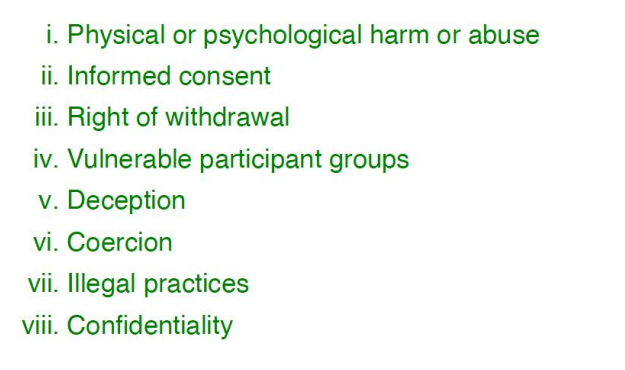 i. Physical or psychological harm or abuse
ii. Informed consent
iii. Right of withdrawal
iv. Vulnerable participant groups
v. Deception
vi. Coercion
vii. Illegal practices
viii. Confidentiality